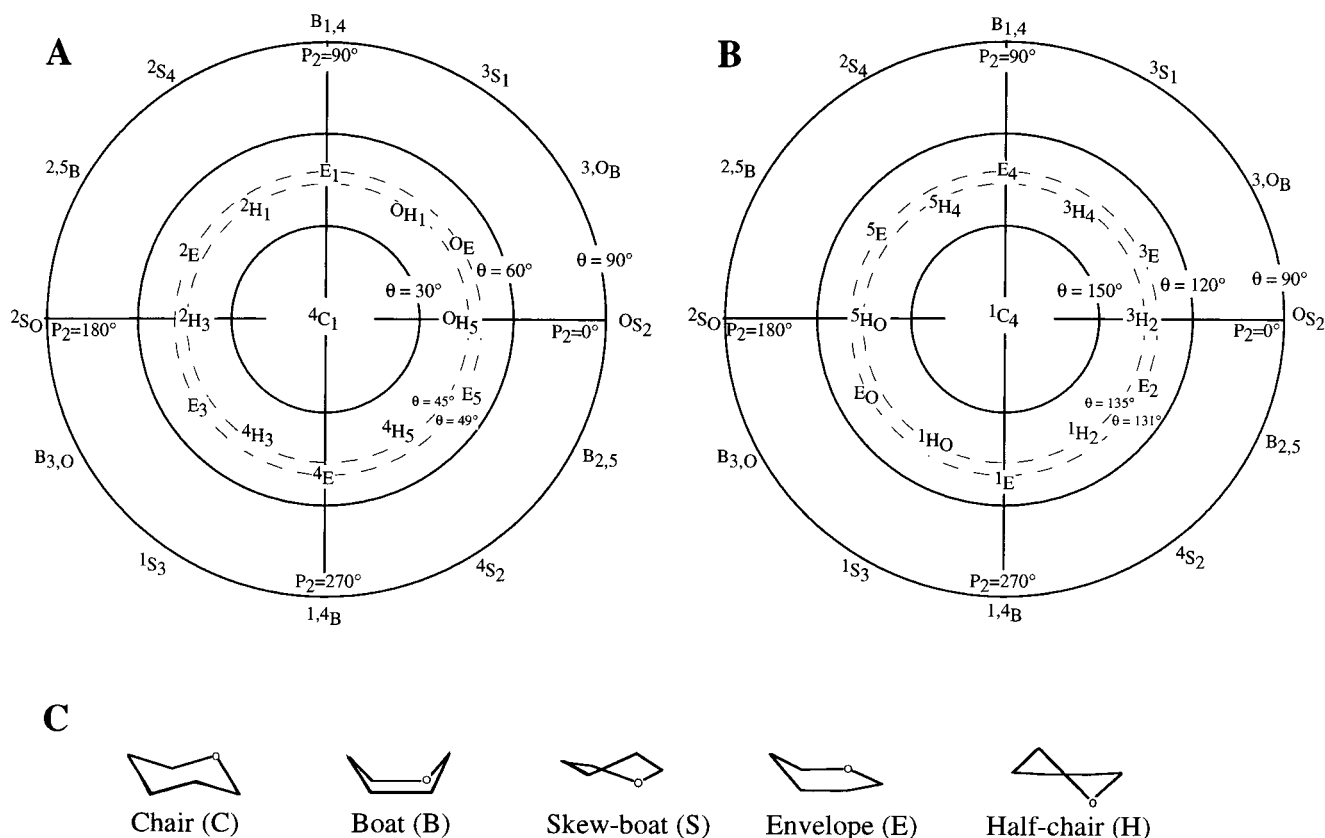 A
B₁,₄
P₂=90°
²S₄
³S₁
²,⁵B
³,ᴼB
E₁
²H₁
ᴼH₁
²E
ᴼE
θ = 60°
θ = 90°
θ = 30°
²Sₒ
P₂=180°
²H₃
⁴C₁
ᴼH₅
P₂=0°
ᴼS₂
E₃
E₅
θ = 45°
θ = 49°
⁴H₃
⁴H₅
⁴E
B₃,ₒ
B₂,₅
¹S₃
⁴S₂
P₂=270°
¹,⁴B
B
B₁,₄
P₂=90°
²S₄
³S₁
²,⁵B
³,ᴼB
E₄
⁵H₄
³H₄
⁵E
³E
θ = 120°
θ = 90°
θ = 150°
²Sₒ
P₂=180°
⁵Hₒ
¹C₄
³H₂
P₂=0°
ᴼS₂
Eₒ
E₂
θ = 135°
θ = 131°
¹Hₒ
¹H₂
¹E
B₃,ₒ
B₂,₅
¹S₃
⁴S₂
P₂=270°
¹,⁴B
C
O O O O O
Chair (C) Boat (B) Skew-boat (S) Envelope (E) Half-chair (H)